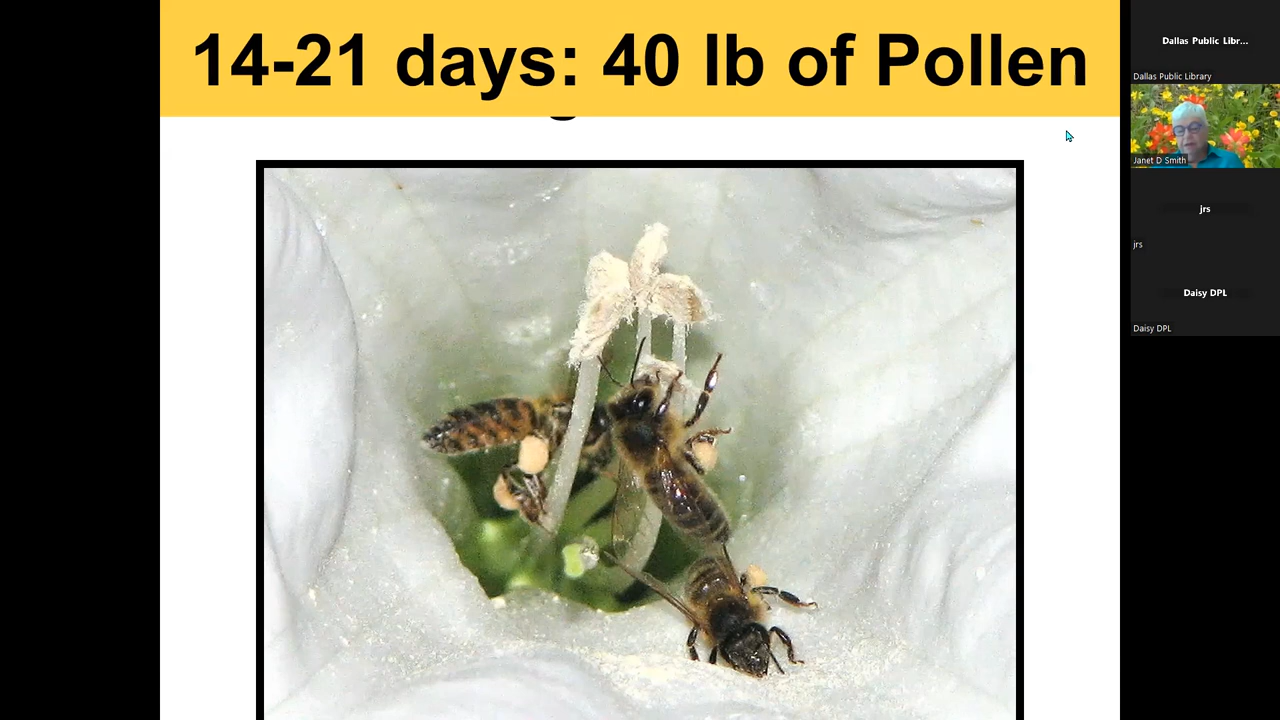 14-21 days: 40 lb of Pollen
Dallas Public Libr...
Dallas Public Library
Janet D Smith
jrs
jrs
Daisy DPL
Daisy DPL